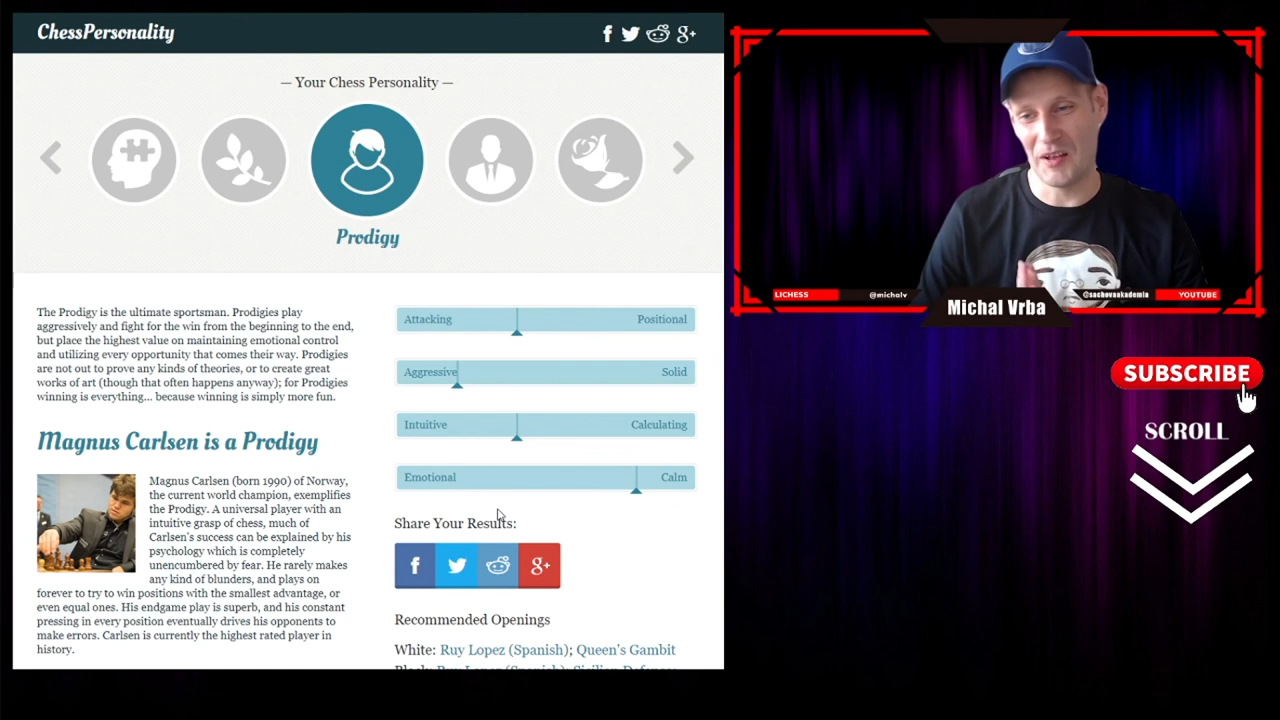 ChessPersonality
— Your Chess Personality —
Prodigy
The Prodigy is the ultimate sportsman. Prodigies play
aggressively and fight for the win from the beginning to the end,
but place the highest value on maintaining emotional control
and utilizing every opportunity that comes their way. Prodigies
are not out to prove any kinds of theories, or to create great
works of art (though that often happens anyway); for Prodigies
winning is everything... because winning is simply more fun.
Magnus Carlsen is a Prodigy
Magnus Carlsen (born 1990) of Norway,
the current world champion, exemplifies
the Prodigy. A universal player with an
intuitive grasp of chess, much of
Carlsen's success can be explained by his
psychology which is completely
unencumbered by fear. He rarely makes
any kind of blunders, and plays on
forever to try to win positions with the smallest advantage, or
even equal ones. His endgame play is superb, and his constant
pressing in every position eventually drives his opponents to
make errors. Carlsen is currently the highest rated player in
history.
Attacking Positional
Aggressive Solid
Intuitive Calculating
Emotional Calm
Share Your Results:
Recommended Openings
White: Ruy Lopez (Spanish); Queen's Gambit
Black: Ruy Lopez (Spanish); Sicilian Defense
LICHESS @michalv @sachovaakademia YOUTUBE
Michal Vrba
SUBSCRIBE
SCROLL